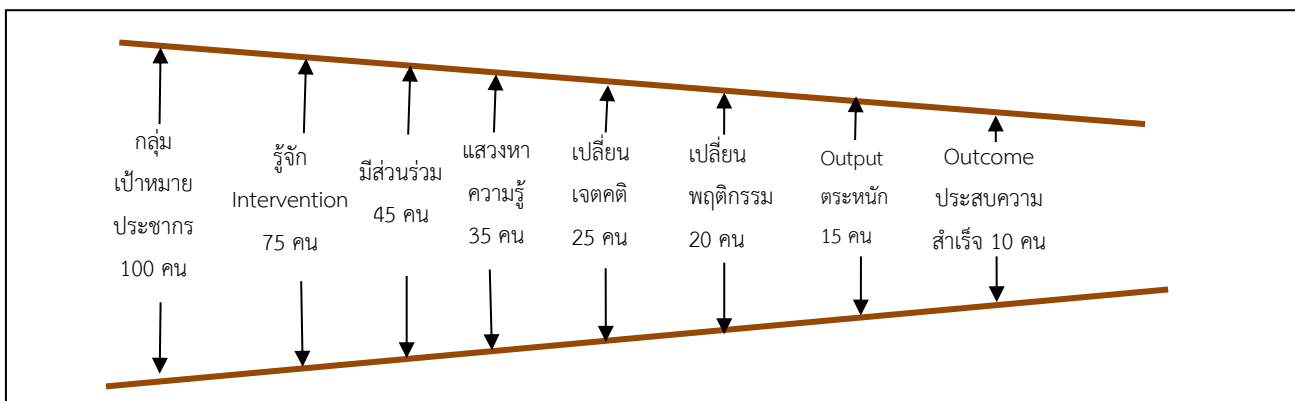 กลุ่ม
เป้าหมาย
ประชากร
100 คน
รู้จัก
Intervention
75 คน
มีส่วนร่วม
45 คน
แสวงหา
ความรู้
35 คน
เปลี่ยน
เจตคติ
25 คน
เปลี่ยน
พฤติกรรม
20 คน
Output
ตระหนัก
15 คน
Outcome
ประสบความ
สำเร็จ 10 คน